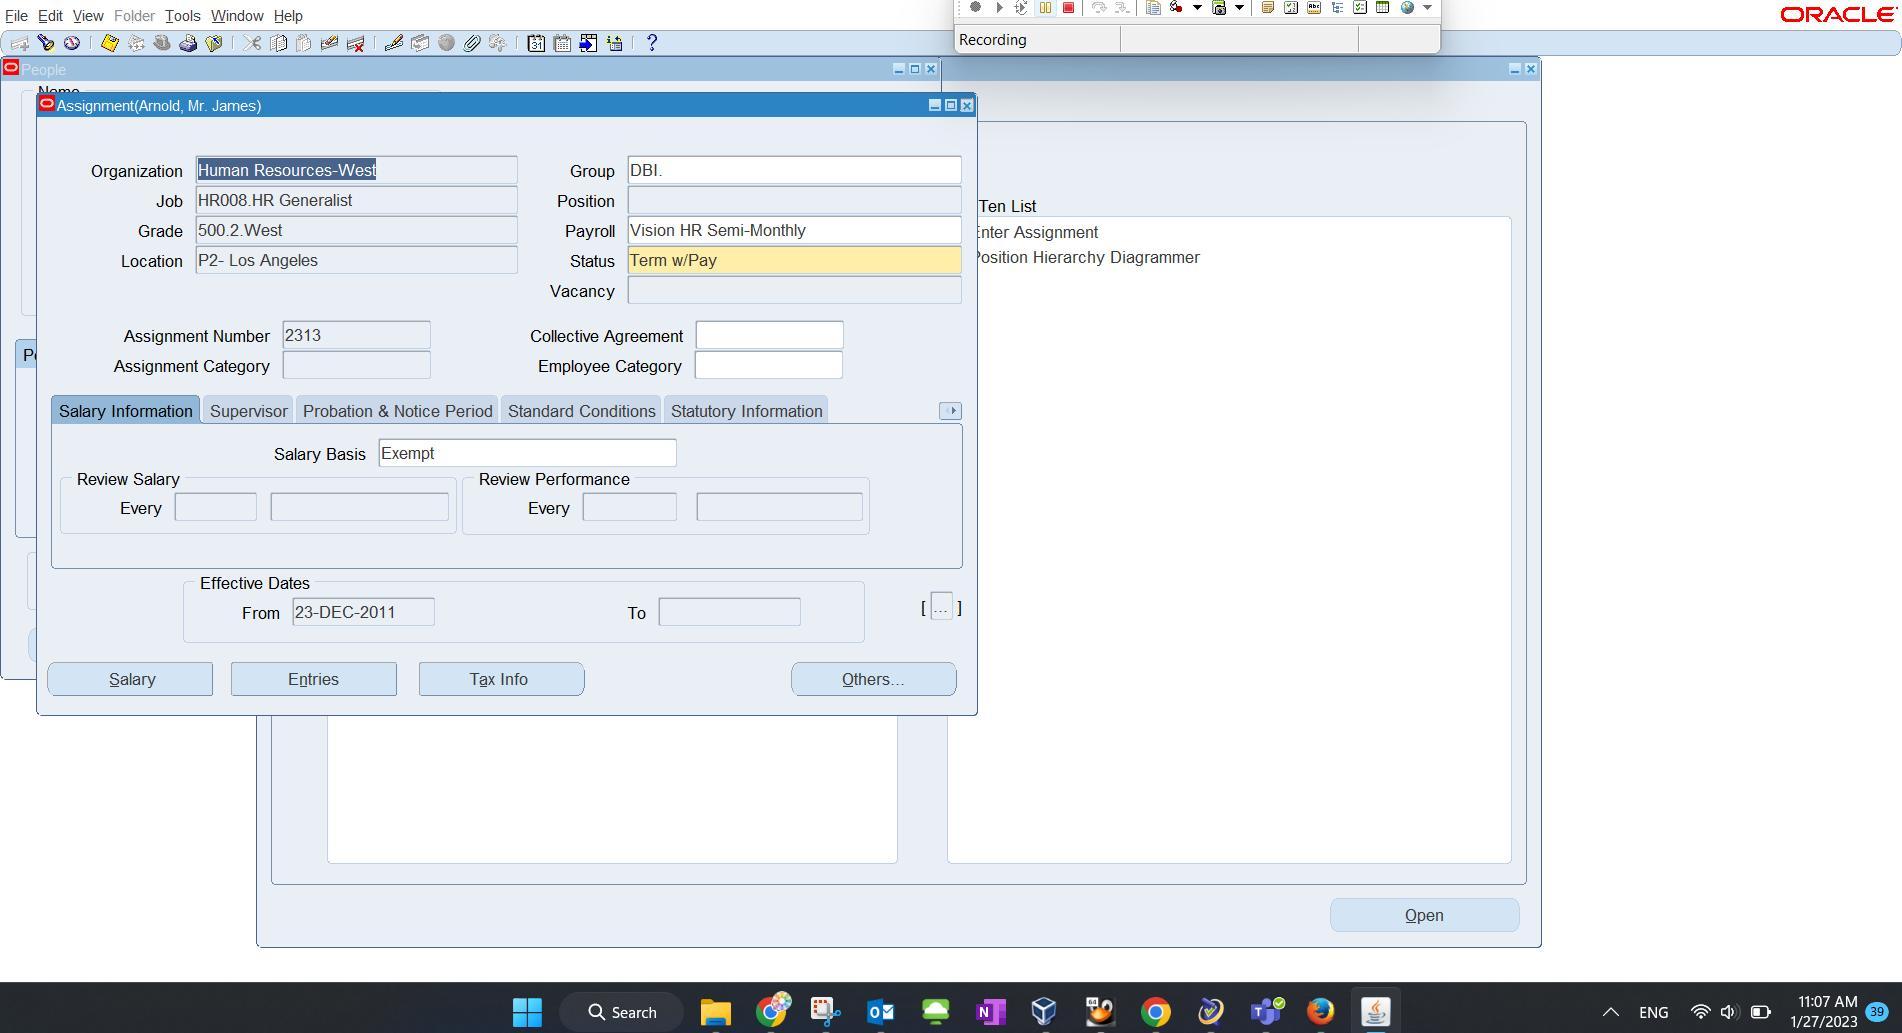 File Edit View Folder Tools Window Help
Recording
ORACLE
People
Name
Assignment(Arnold, Mr. James)
Organization Human Resources-West Group DBI.
Job HR008.HR Generalist Position
Grade 500.2.West Payroll Vision HR Semi-Monthly
Location P2- Los Angeles Status Term w/Pay
Vacancy
Assignment Number 2313 Collective Agreement
Assignment Category Employee Category
Salary Information Supervisor Probation & Notice Period Standard Conditions Statutory Information
Salary Basis Exempt
Review Salary Review Performance
Every Every
Effective Dates
From 23-DEC-2011 To [ ... ]
Salary Entries Tax Info Others...
Ten List
Enter Assignment
Position Hierarchy Diagrammer
Open
Search
ENG
11:07 AM
1/27/2023
39